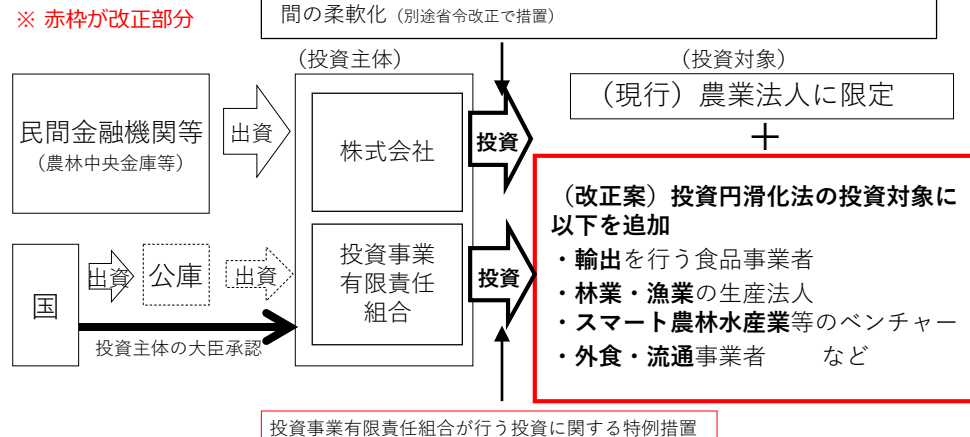 ※ 赤枠が改正部分
間の柔軟化（別途省令改正で措置）
（投資主体）
（投資対象）
民間金融機関等
（農林中央金庫等）
出資
株式会社
投資
（現行）農業法人に限定
＋
（改正案）投資円滑化法の投資対象に
以下を追加
・輸出を行う食品事業者
・林業・漁業の生産法人
・スマート農林水産業等のベンチャー
・外食・流通事業者　　など
国
出資
公庫
出資
投資事業
有限責任
組合
投資
投資主体の大臣承認
投資事業有限責任組合が行う投資に関する特例措置